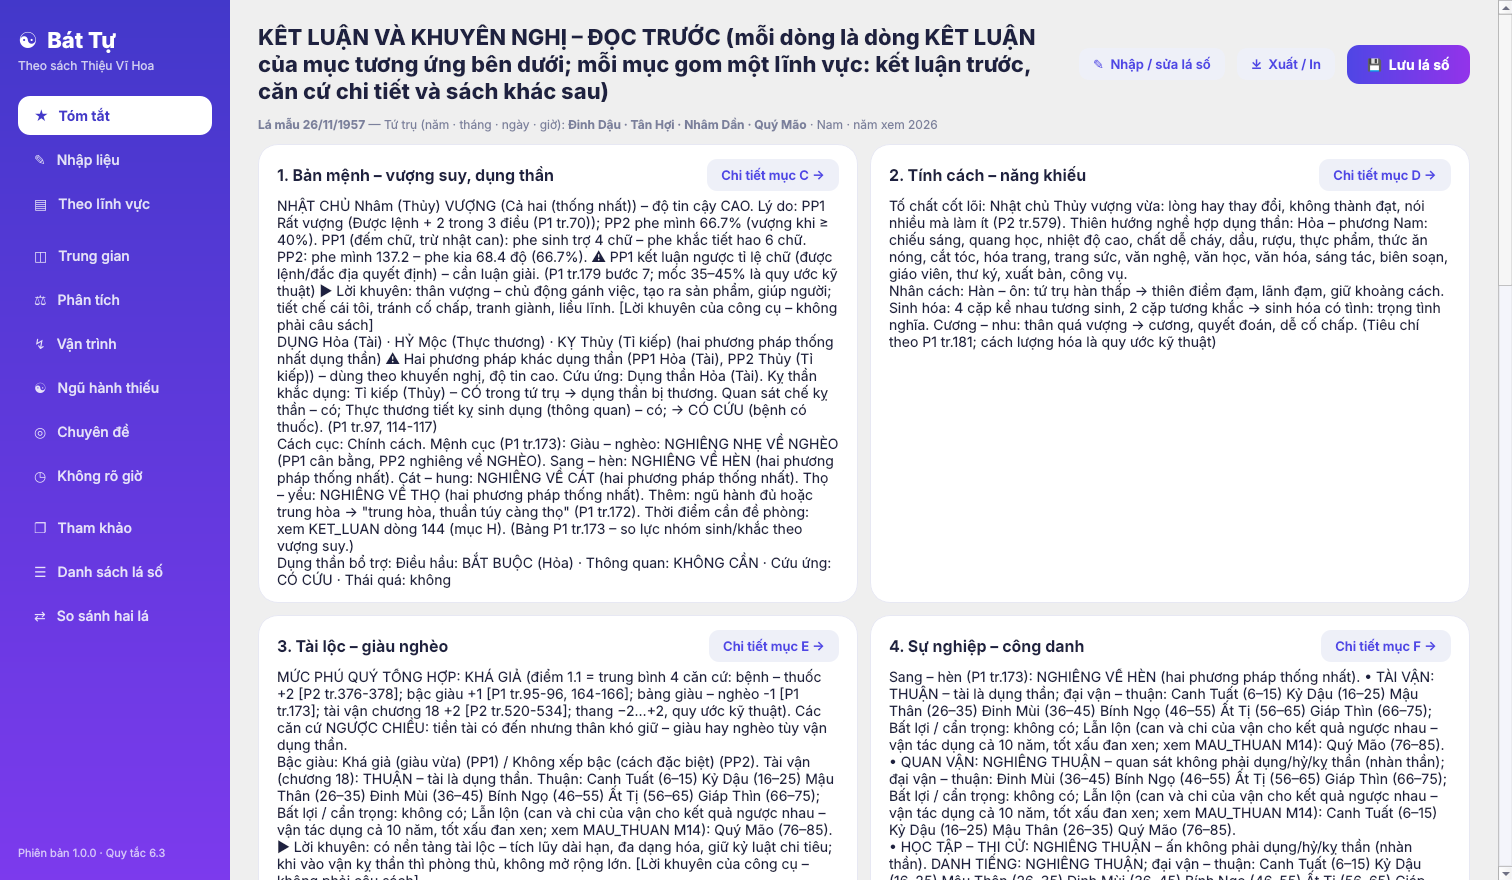 ☯ Bát Tự
Theo sách Thiệu Vĩ Hoa
★ Tóm tắt
✎ Nhập liệu
▤ Theo lĩnh vực
◫ Trung gian
⚖ Phân tích
↯ Vận trình
☯ Ngũ hành thiếu
◎ Chuyên đề
◷ Không rõ giờ
❐ Tham khảo
☰ Danh sách lá số
⇄ So sánh hai lá
Phiên bản 1.0.0 · Quy tắc 6.3
KẾT LUẬN VÀ KHUYÊN NGHỊ – ĐỌC TRƯỚC (mỗi dòng là dòng KẾT LUẬN
của mục tương ứng bên dưới; mỗi mục gom một lĩnh vực: kết luận trước,
căn cứ chi tiết và sách khác sau)
✎ Nhập / sửa lá số
Xuất / In
💾 Lưu lá số
Lá mẫu 26/11/1957 — Tứ trụ (năm · tháng · ngày · giờ): Đinh Dậu · Tân Hợi · Nhâm Dần · Quý Mão · Nam · năm xem 2026
1. Bản mệnh – vượng suy, dụng thần
Chi tiết mục C →
NHẬT CHỦ Nhâm (Thủy) VƯỢNG (Cả hai (thống nhất)) – độ tin cậy CAO. Lý do: PP1
Rất vượng (Được lệnh + 2 trong 3 điều (P1 tr.70)); PP2 phe mình 66.7% (vượng khi ≥
40%). PP1 (đếm chữ, trừ nhật can): phe sinh trợ 4 chữ – phe khắc tiết hao 6 chữ.
PP2: phe mình 137.2 – phe kia 68.4 độ (66.7%). ⚠ PP1 kết luận ngược tỉ lệ chữ (được
lệnh/đắc địa quyết định) – cần luận giải. (P1 tr.179 bước 7; mốc 35–45% là quy ước kỹ
thuật) ▶ Lời khuyên: thân vượng – chủ động gánh việc, tạo ra sản phẩm, giúp người;
tiết chế cái tôi, tránh cố chấp, tranh giành, liều lĩnh. [Lời khuyên của công cụ – không
phải câu sách]
DỤNG Hỏa (Tài) · HỶ Mộc (Thực thương) · KỴ Thủy (Tỉ kiếp) (hai phương pháp thống
nhất dụng thần) ⚠ Hai phương pháp khác dụng thần (PP1 Hỏa (Tài), PP2 Thủy (Tỉ
kiếp)) – dùng theo khuyến nghị, độ tin cao. Cứu ứng: Dụng thần Hỏa (Tài). Kỵ thần
khắc dụng: Tỉ kiếp (Thủy) – CÓ trong tứ trụ → dụng thần bị thương. Quan sát chế kỵ
thần – có; Thực thương tiết kỵ sinh dụng (thông quan) – có; → CÓ CỨU (bệnh có
thuốc). (P1 tr.97, 114-117)
Cách cục: Chính cách. Mệnh cục (P1 tr.173): Giàu – nghèo: NGHIÊNG NHẸ VỀ NGHÈO
(PP1 cân bằng, PP2 nghiêng về NGHÈO). Sang – hèn: NGHIÊNG VỀ HÈN (hai phương
pháp thống nhất). Cát – hung: NGHIÊNG VỀ CÁT (hai phương pháp thống nhất). Thọ
– yểu: NGHIÊNG VỀ THỌ (hai phương pháp thống nhất). Thêm: ngũ hành đủ hoặc
trung hòa → "trung hòa, thuần túy càng thọ" (P1 tr.172). Thời điểm cần đề phòng:
xem KET_LUAN dòng 144 (mục H). (Bảng P1 tr.173 – so lực nhóm sinh/khắc theo
vượng suy.)
Dụng thần bổ trợ: Điều hầu: BẮT BUỘC (Hỏa) · Thông quan: KHÔNG CẦN · Cứu ứng:
CÓ CỨU · Thái quá: không
2. Tính cách – năng khiếu
Chi tiết mục D →
Tố chất cốt lõi: Nhật chủ Thủy vượng vừa: lòng hay thay đổi, không thành đạt, nói
nhiều mà làm ít (P2 tr.579). Thiên hướng nghề hợp dụng thần: Hỏa – phương Nam:
chiếu sáng, quang học, nhiệt độ cao, chất dễ cháy, dầu, rượu, thực phẩm, thức ăn
nóng, cắt tóc, hóa trang, trang sức, văn nghệ, văn học, văn hóa, sáng tác, biên soạn,
giáo viên, thư ký, xuất bản, công vụ.
Nhân cách: Hàn – ôn: tứ trụ hàn thấp → thiên điềm đạm, lãnh đạm, giữ khoảng cách.
Sinh hóa: 4 cặp kề nhau tương sinh, 2 cặp tương khắc → sinh hóa có tình: trọng tình
nghĩa. Cương – nhu: thân quá vượng → cương, quyết đoán, dễ cố chấp. (Tiêu chí
theo P1 tr.181; cách lượng hóa là quy ước kỹ thuật)
3. Tài lộc – giàu nghèo
Chi tiết mục E →
MỨC PHÚ QUÝ TỔNG HỢP: KHÁ GIẢ (điểm 1.1 = trung bình 4 căn cứ: bệnh – thuốc
+2 [P2 tr.376-378]; bậc giàu +1 [P1 tr.95-96, 164-166]; bảng giàu – nghèo -1 [P1
tr.173]; tài vận chương 18 +2 [P2 tr.520-534]; thang −2…+2, quy ước kỹ thuật). Các
căn cứ NGƯỢC CHIỀU: tiền tài có đến nhưng thân khó giữ – giàu hay nghèo tùy vận
dụng thần.
Bậc giàu: Khá giả (giàu vừa) (PP1) / Không xếp bậc (cách đặc biệt) (PP2). Tài vận
(chương 18): THUẬN – tài là dụng thần. Thuận: Canh Tuất (6–15) Kỷ Dậu (16–25) Mậu
Thân (26–35) Đinh Mùi (36–45) Bính Ngọ (46–55) Ất Tị (56–65) Giáp Thìn (66–75);
Bất lợi / cẩn trọng: không có; Lẫn lộn (can và chi của vận cho kết quả ngược nhau –
vận tác dụng cả 10 năm, tốt xấu đan xen; xem MAU_THUAN M14): Quý Mão (76–85).
▶ Lời khuyên: có nền tảng tài lộc – tích lũy dài hạn, đa dạng hóa, giữ kỷ luật chi tiêu;
khi vào vận kỵ thần thì phòng thủ, không mở rộng lớn. [Lời khuyên của công cụ –
không phải câu sách]
4. Sự nghiệp – công danh
Chi tiết mục F →
Sang – hèn (P1 tr.173): NGHIÊNG VỀ HÈN (hai phương pháp thống nhất). • TÀI VẬN:
THUẬN – tài là dụng thần; đại vận – thuận: Canh Tuất (6–15) Kỷ Dậu (16–25) Mậu
Thân (26–35) Đinh Mùi (36–45) Bính Ngọ (46–55) Ất Tị (56–65) Giáp Thìn (66–75);
Bất lợi / cẩn trọng: không có; Lẫn lộn (can và chi của vận cho kết quả ngược nhau –
vận tác dụng cả 10 năm, tốt xấu đan xen; xem MAU_THUAN M14): Quý Mão (76–85).
• QUAN VẬN: NGHIÊNG THUẬN – quan sát không phải dụng/hỷ/kỵ thần (nhàn thần);
đại vận – thuận: Đinh Mùi (36–45) Bính Ngọ (46–55) Ất Tị (56–65) Giáp Thìn (66–75);
Bất lợi / cẩn trọng: không có; Lẫn lộn (can và chi của vận cho kết quả ngược nhau –
vận tác dụng cả 10 năm, tốt xấu đan xen; xem MAU_THUAN M14): Canh Tuất (6–15)
Kỷ Dậu (16–25) Mậu Thân (26–35) Quý Mão (76–85).
• HỌC TẬP – THI CỬ: NGHIÊNG THUẬN – ấn không phải dụng/hỷ/kỵ thần (nhàn
thần). DANH TIẾNG: NGHIÊNG THUẬN; đại vận – thuận: Canh Tuất (6–15) Kỷ Dậu
(16–25) Mậu Thân (26–35) Đinh Mùi (36–45) Bính Ngọ (46–55) Ất Tị (56–65) Giáp